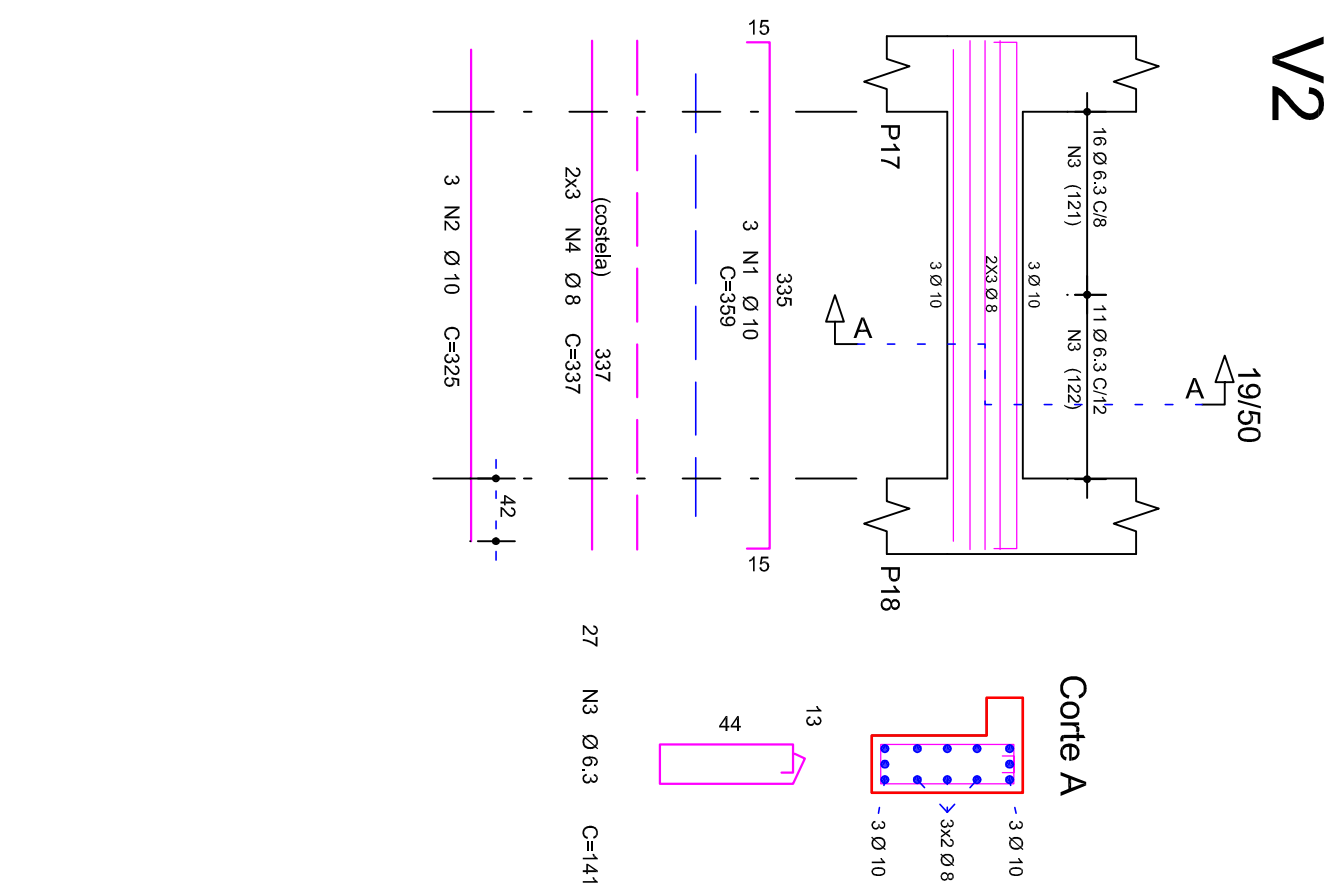 V2
19/50
16 Ø 6.3 C/8
N3 (121)
11 Ø 6.3 C/12
N3 (122)
A
3 Ø 10
2X3 Ø 8
3 Ø 10
A
P17
P18
15
335
15
3 N1 Ø 10
C=359
(costela)
337
2x3 N4 Ø 8 C=337
42
3 N2 Ø 10 C=325
Corte A
3 Ø 10
3x2 Ø 8
3 Ø 10
13
44
27 N3 Ø 6.3 C=141